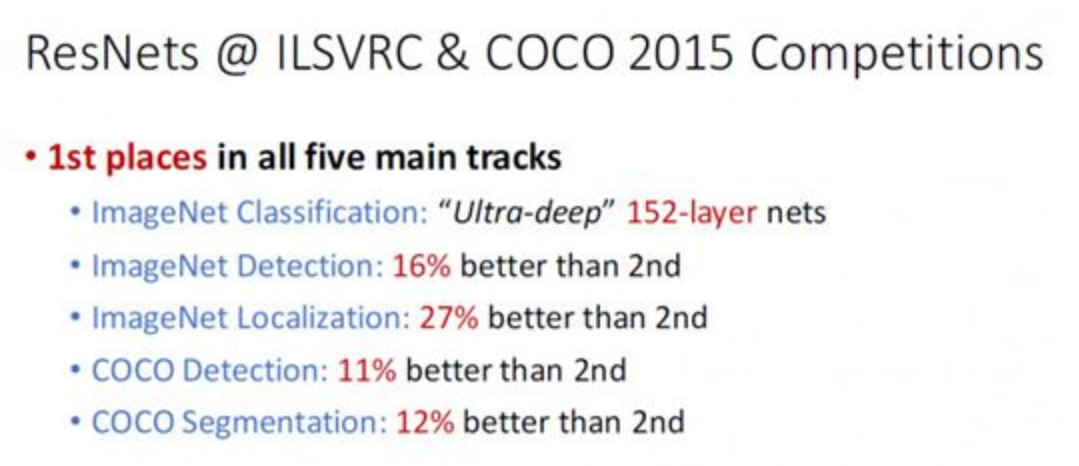 ResNets @ ILSVRC & COCO 2015 Competitions
• 1st places in all five main tracks
• ImageNet Classification: “Ultra-deep” 152-layer nets
• ImageNet Detection: 16% better than 2nd
• ImageNet Localization: 27% better than 2nd
• COCO Detection: 11% better than 2nd
• COCO Segmentation: 12% better than 2nd